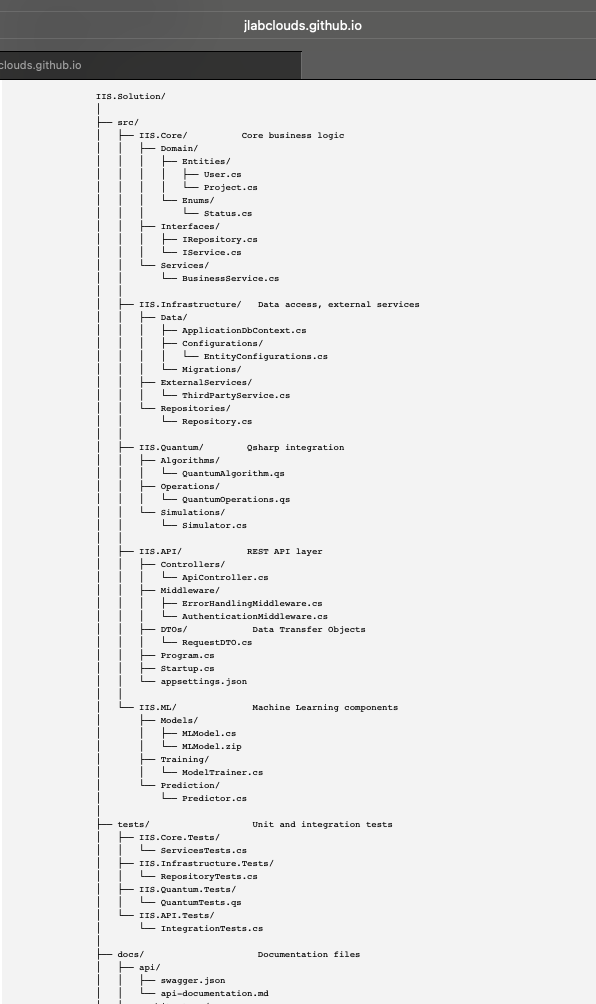 jlabclouds.github.io
clouds.github.io
IIS.Solution/
│
├── src/
│   ├── IIS.Core/          Core business logic
│   │   ├── Domain/
│   │   │   ├── Entities/
│   │   │   │   ├── User.cs
│   │   │   │   └── Project.cs
│   │   │   └── Enums/
│   │   │       └── Status.cs
│   │   ├── Interfaces/
│   │   │   ├── IRepository.cs
│   │   │   └── IService.cs
│   │   └── Services/
│   │       └── BusinessService.cs
│   │
│   ├── IIS.Infrastructure/   Data access, external services
│   │   ├── Data/
│   │   │   ├── ApplicationDbContext.cs
│   │   │   ├── Configurations/
│   │   │   │   └── EntityConfigurations.cs
│   │   │   └── Migrations/
│   │   ├── ExternalServices/
│   │   │   └── ThirdPartyService.cs
│   │   └── Repositories/
│   │       └── Repository.cs
│   │
│   ├── IIS.Quantum/        Qsharp integration
│   │   ├── Algorithms/
│   │   │   └── QuantumAlgorithm.qs
│   │   ├── Operations/
│   │   │   └── QuantumOperations.qs
│   │   └── Simulations/
│   │       └── Simulator.cs
│   │
│   ├── IIS.API/            REST API layer
│   │   ├── Controllers/
│   │   │   └── ApiController.cs
│   │   ├── Middleware/
│   │   │   ├── ErrorHandlingMiddleware.cs
│   │   │   └── AuthenticationMiddleware.cs
│   │   ├── DTOs/                Data Transfer Objects
│   │   │   └── RequestDTO.cs
│   │   ├── Program.cs
│   │   ├── Startup.cs
│   │   └── appsettings.json
│   │
│   └── IIS.ML/              Machine Learning components
│       ├── Models/
│       │   ├── MLModel.cs
│       │   └── MLModel.zip
│       ├── Training/
│       │   └── ModelTrainer.cs
│       └── Prediction/
│           └── Predictor.cs
│
├── tests/                   Unit and integration tests
│   ├── IIS.Core.Tests/
│   │   └── ServicesTests.cs
│   ├── IIS.Infrastructure.Tests/
│   │   └── RepositoryTests.cs
│   ├── IIS.Quantum.Tests/
│   │   └── QuantumTests.qs
│   └── IIS.API.Tests/
│       └── IntegrationTests.cs
│
├── docs/                     Documentation files
│   ├── api/
│   │   ├── swagger.json
│   │   └── api-documentation.md